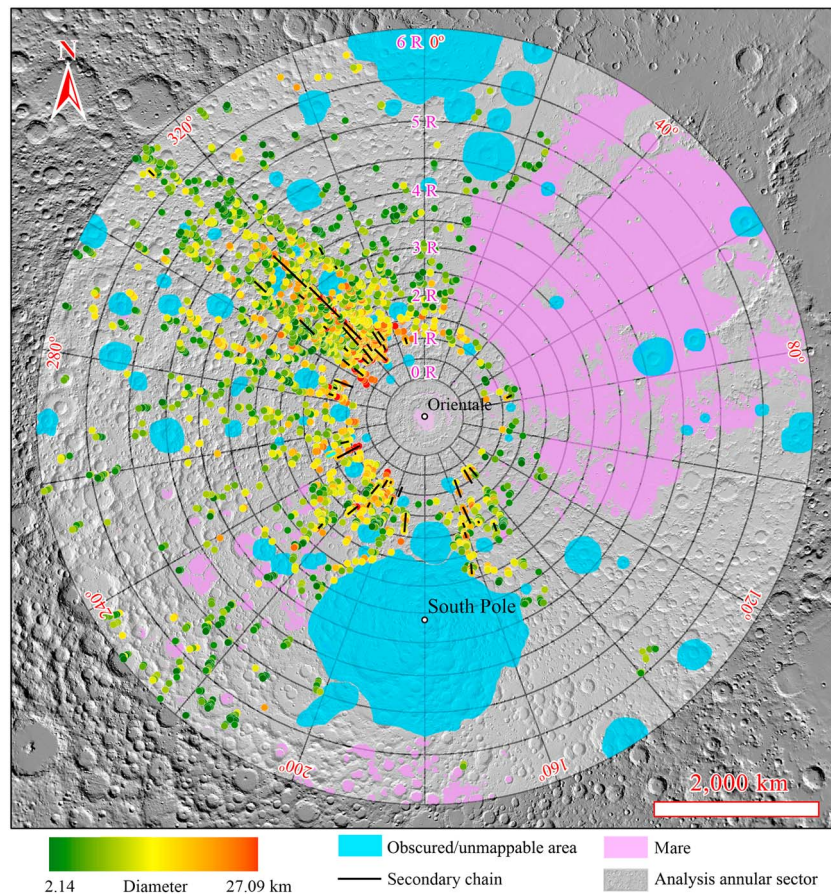 N
6 R 0°
5 R
4 R
3 R
2 R
1 R
0 R
320°
40°
280°
80°
Orientale
240°
120°
South Pole
200°
160°
2,000 km
2.14 Diameter 27.09 km
Obscured/unmappable area
Mare
Secondary chain
Analysis annular sector